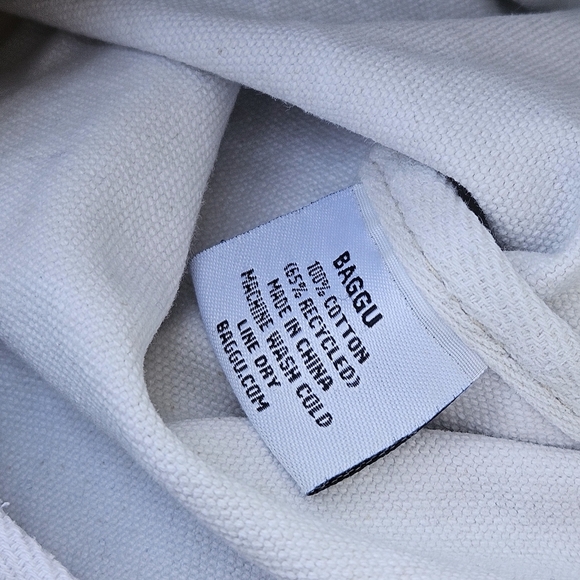 BAGGU
100% COTTON
(65% RECYCLED)
MADE IN CHINA
MACHINE WASH COLD
LINE DRY
BAGGU.COM